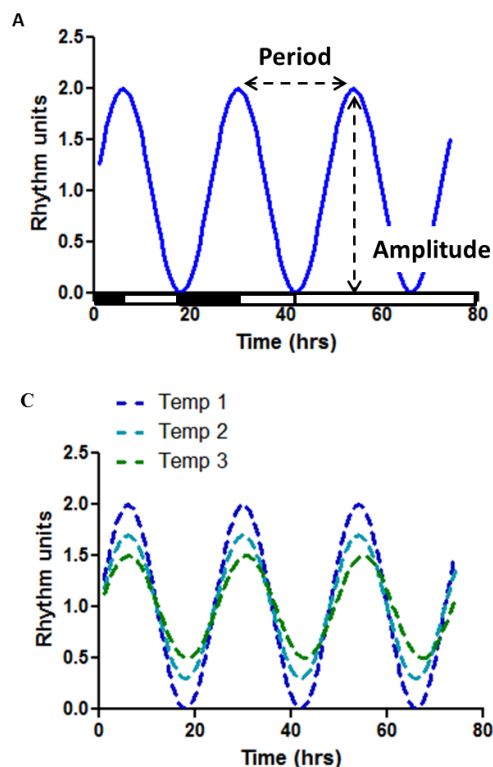 A
2.5
Period
2.0
1.5
1.0
0.5
0.0
Rhythm units
Amplitude
0 20 40 60 80
Time (hrs)
C
Temp 1
Temp 2
Temp 3
2.5
2.0
1.5
1.0
0.5
0.0
Rhythm units
0 20 40 60 80
Time (hrs)